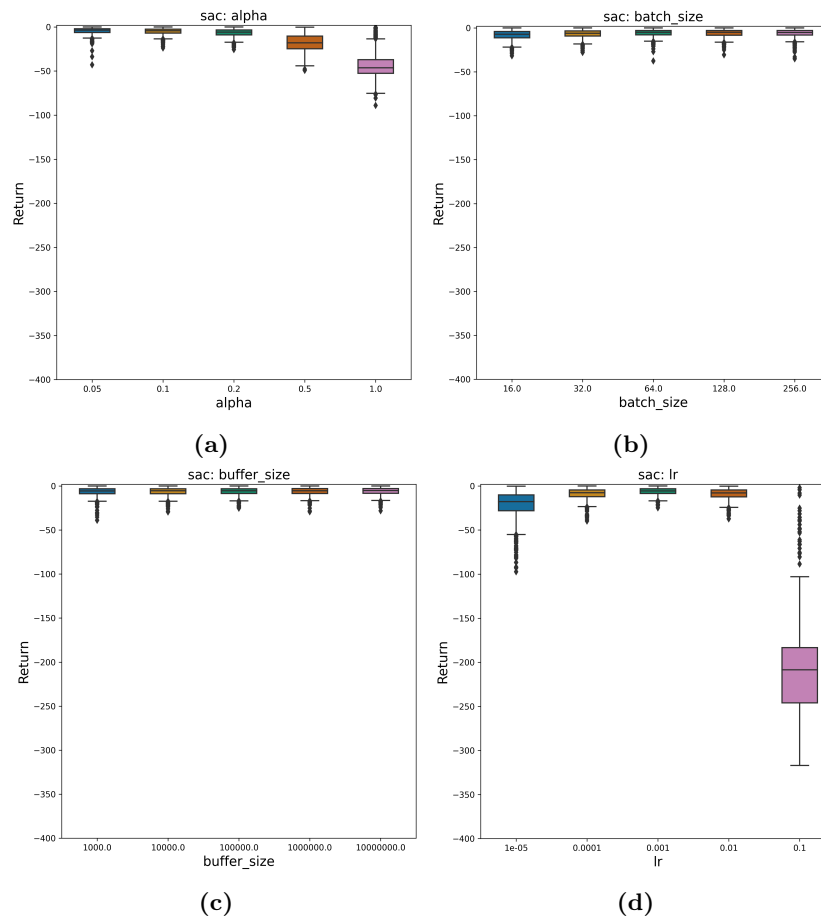 sac: alpha
0
−50
−100
−150
−200
−250
−300
−350
−400
Return
0.05 0.1 0.2 0.5 1.0
alpha
(a)
sac: batch_size
0
−50
−100
−150
−200
−250
−300
−350
−400
Return
16.0 32.0 64.0 128.0 256.0
batch_size
(b)
sac: buffer_size
0
−50
−100
−150
−200
−250
−300
−350
−400
Return
1000.0 10000.0 100000.0 1000000.0 10000000.0
buffer_size
(c)
sac: lr
0
−50
−100
−150
−200
−250
−300
−350
−400
Return
1e-05 0.0001 0.001 0.01 0.1
lr
(d)